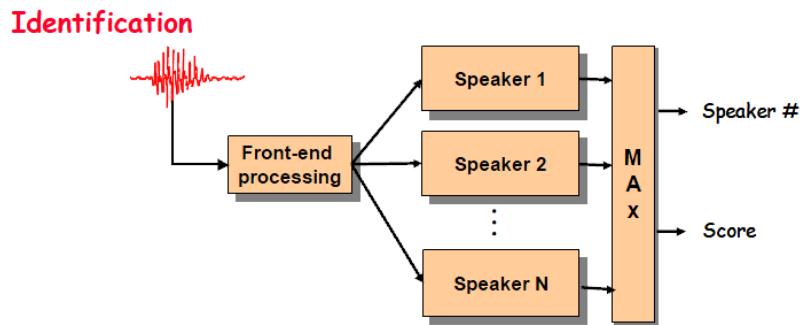 Identification
Speaker 1
Speaker #
Front-end
processing
Speaker 2
M
A
x
⋮
Score
Speaker N